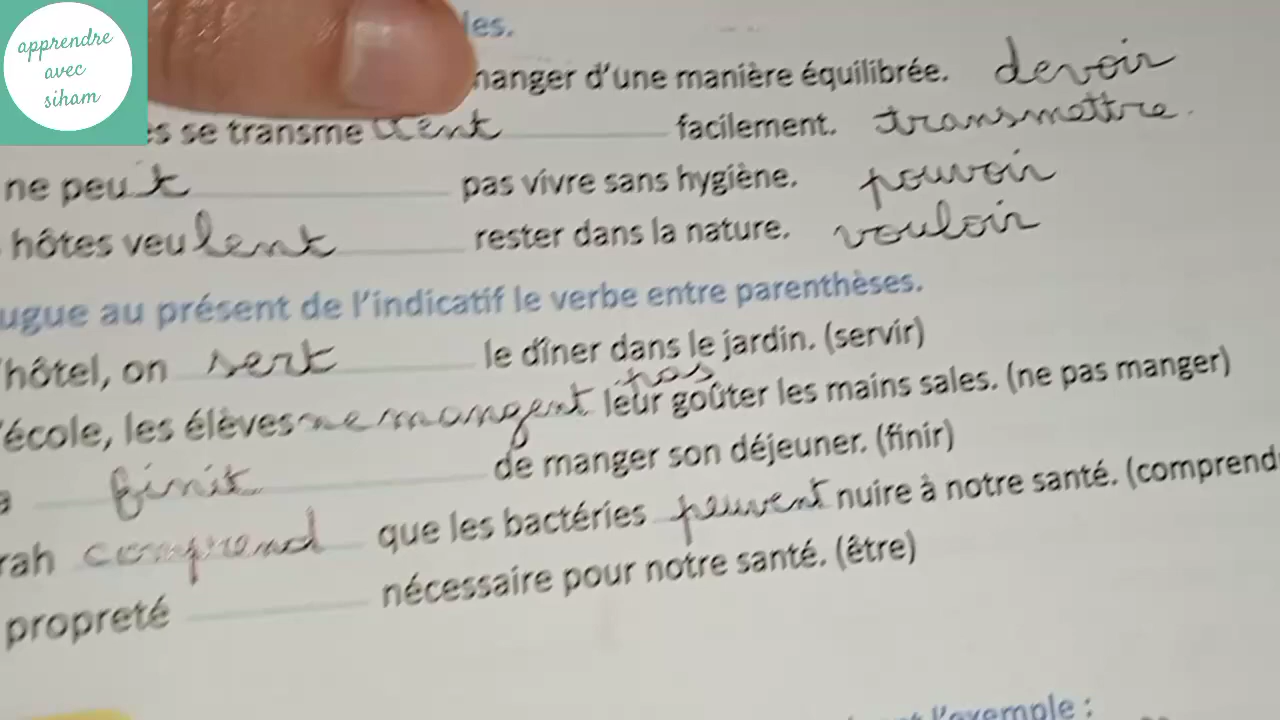 apprendre
avec
siham
les.
manger d'une manière équilibrée. devoir
es se transme ttent facilement. transmettre.
ne peut pas vivre sans hygiène. pouvoir
hôtes veulent rester dans la nature. vouloir
ugue au présent de l'indicatif le verbe entre parenthèses.
'hôtel, on sert le dîner dans le jardin. (servir)
pas
'école, les élèves ne mangent leur goûter les mains sales. (ne pas manger)
a finit de manger son déjeuner. (finir)
rah comprend que les bactéries peuvent nuire à notre santé. (comprend
propreté nécessaire pour notre santé. (être)
l'exemple :